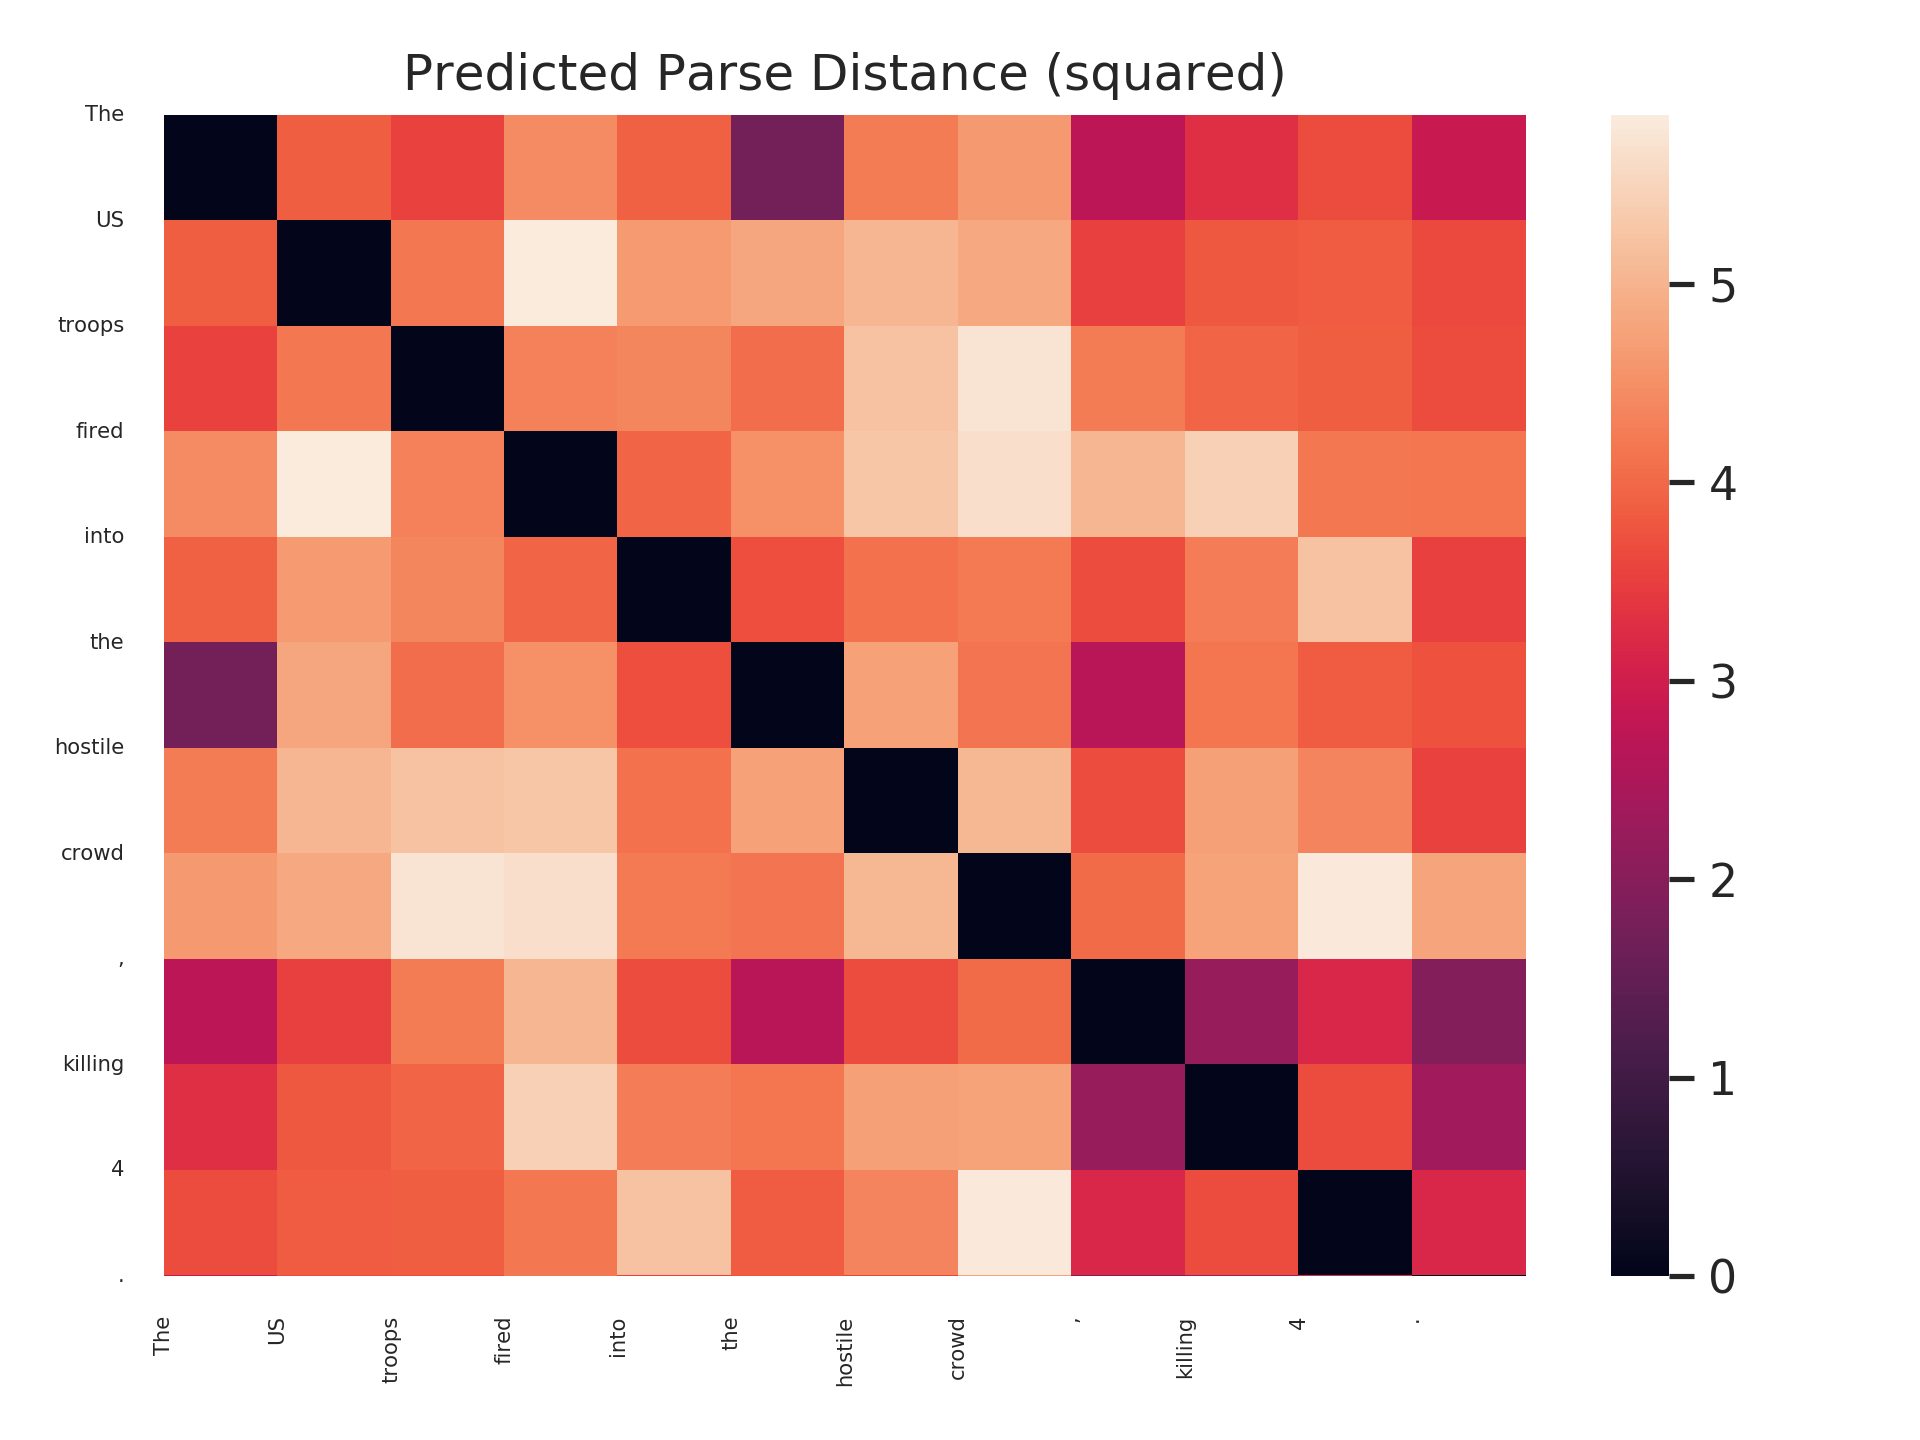 Predicted Parse Distance (squared)
The
US
troops
fired
into
the
hostile
crowd
,
killing
4
.
5
4
3
2
1
0
The
US
troops
fired
into
the
hostile
crowd
,
killing
4
.